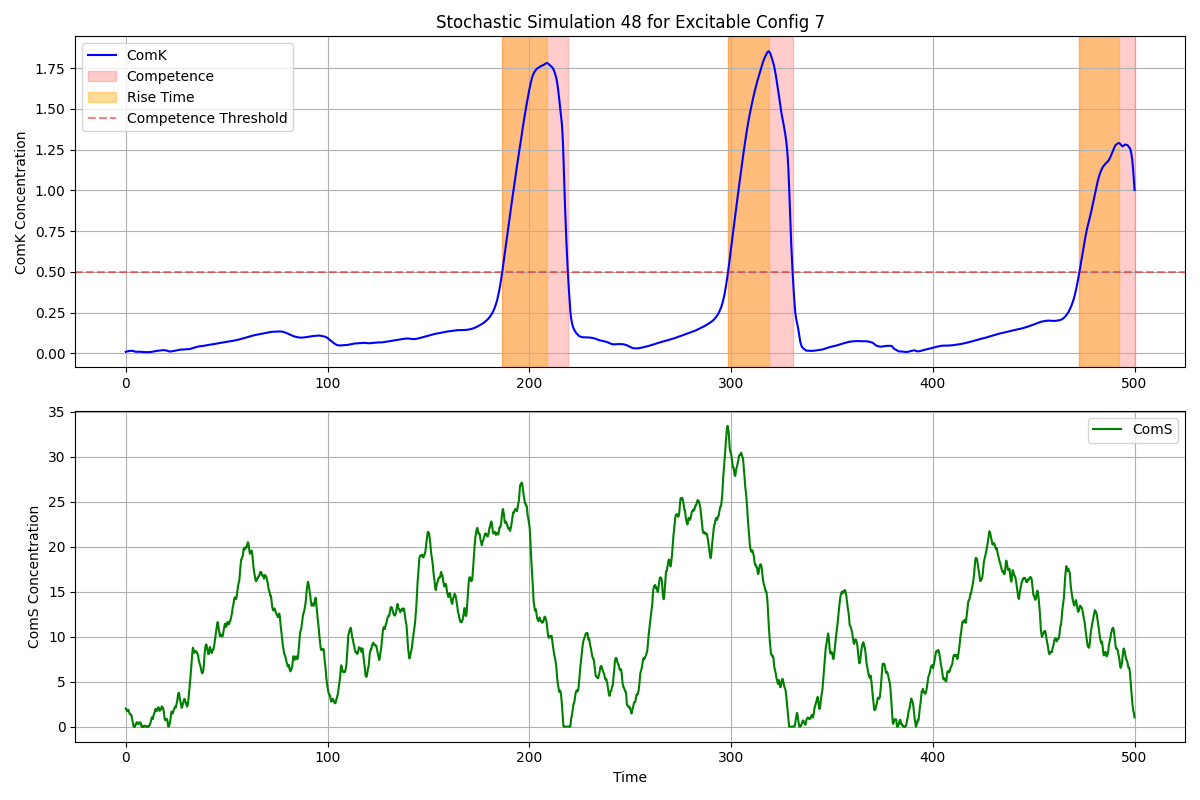 Stochastic Simulation 48 for Excitable Config 7
ComK Concentration
1.75
1.50
1.25
1.00
0.75
0.50
0.25
0.00
ComK
Competence
Rise Time
Competence Threshold
0 100 200 300 400 500
ComS Concentration
35
30
25
20
15
10
5
0
ComS
0 100 200 300 400 500
Time